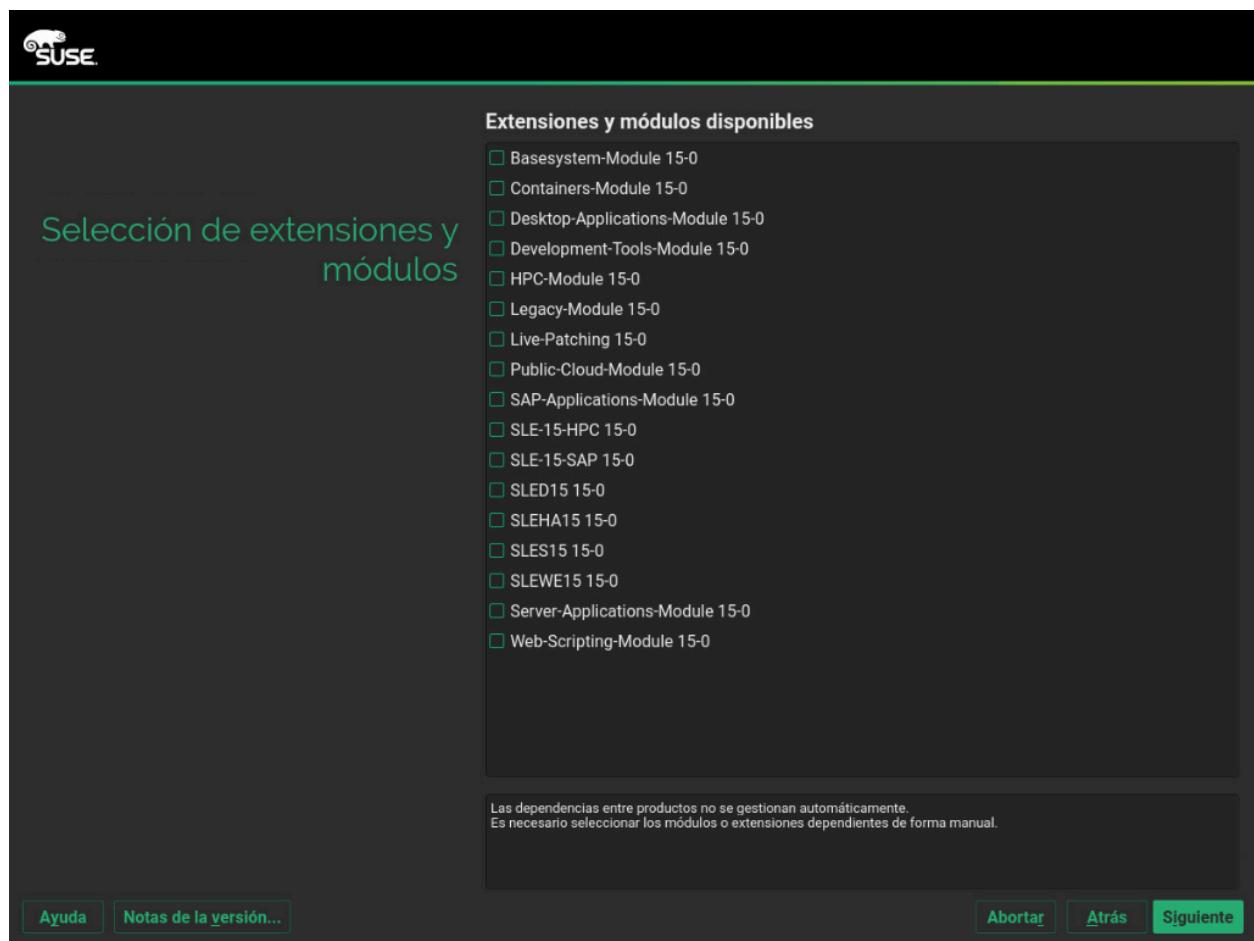 SUSE.
Extensiones y módulos disponibles
Selección de extensiones y
módulos
Basesystem-Module 15-0
Containers-Module 15-0
Desktop-Applications-Module 15-0
Development-Tools-Module 15-0
HPC-Module 15-0
Legacy-Module 15-0
Live-Patching 15-0
Public-Cloud-Module 15-0
SAP-Applications-Module 15-0
SLE-15-HPC 15-0
SLE-15-SAP 15-0
SLED15 15-0
SLEHA15 15-0
SLES15 15-0
SLEWE15 15-0
Server-Applications-Module 15-0
Web-Scripting-Module 15-0
Las dependencias entre productos no se gestionan automáticamente.
Es necesario seleccionar los módulos o extensiones dependientes de forma manual.
Ayuda
Notas de la versión...
Abortar
Atrás
Siguiente